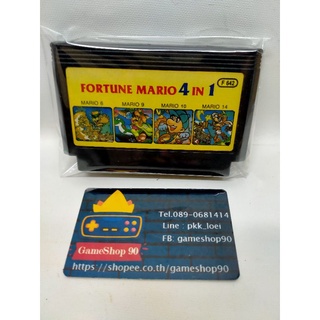 FORTUNE MARIO 4 IN 1
F 642
MARIO 6
MARIO 9
MARIO 10
MARIO 14
Tel.089-0681414
Line : pkk_loei
FB: gameshop90
GameShop 90
https://shopee.co.th/gameshop90